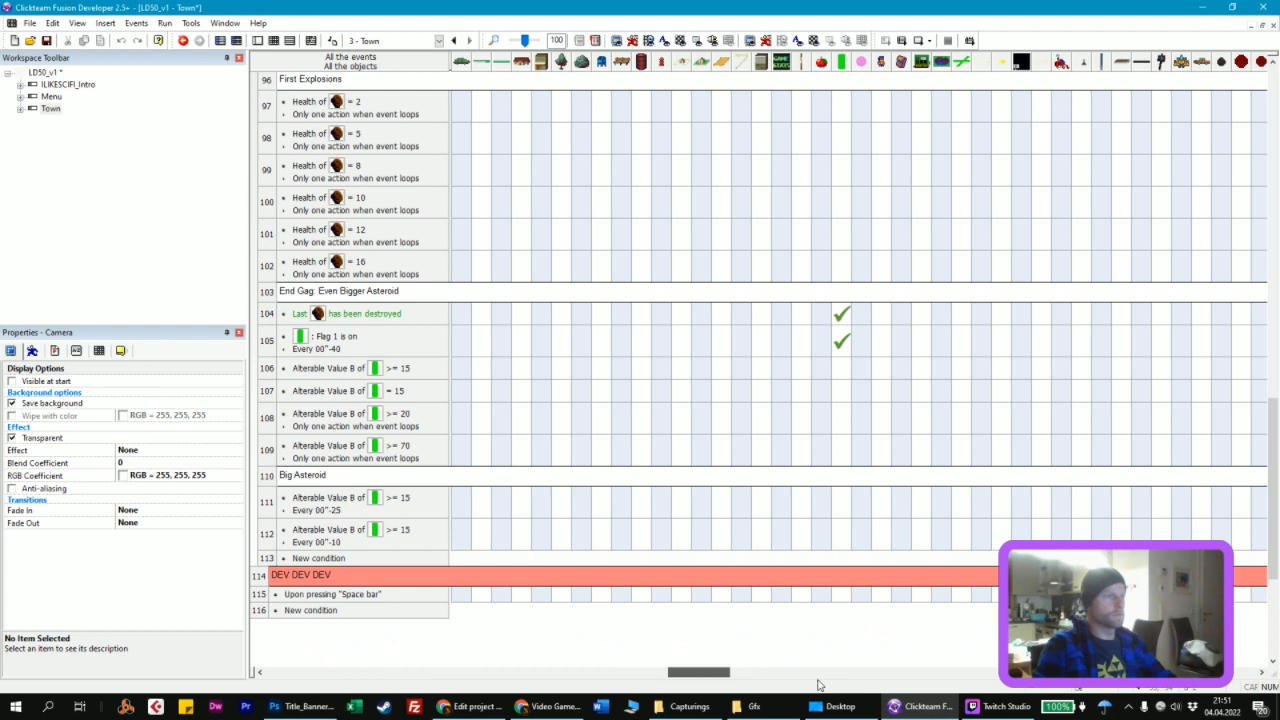 Clickteam Fusion Developer 2.5+ - [LD50_v1 - Town*]
File Edit View Insert Events Run Tools Window Help
100
3 - Town
Workspace Toolbar
LD50_v1 *
ILIKESCIFI_Intro
Menu
Town
All the events
All the objects
96 First Explosions
97 Health of = 2
Only one action when event loops
98 Health of = 5
Only one action when event loops
99 Health of = 8
Only one action when event loops
100 Health of = 10
Only one action when event loops
101 Health of = 12
Only one action when event loops
102 Health of = 16
Only one action when event loops
103 End Gag: Even Bigger Asteroid
104 Last has been destroyed
105 : Flag 1 is on
Every 00"-40
106 Alterable Value B of >= 15
107 Alterable Value B of = 15
108 Alterable Value B of >= 20
Only one action when event loops
109 Alterable Value B of >= 70
Only one action when event loops
110 Big Asteroid
111 Alterable Value B of >= 15
Every 00"-25
112 Alterable Value B of >= 15
Every 00"-10
113 New condition
114 DEV DEV DEV
115 Upon pressing "Space bar"
116 New condition
Properties - Camera
Display Options
Visible at start
Background options
Save background
Wipe with color RGB = 255, 255, 255
Effect
Transparent
Effect None
Blend Coefficient 0
RGB Coefficient RGB = 255, 255, 255
Anti-aliasing
Transitions
Fade In None
Fade Out None
No Item Selected
Select an item to see its description
NUM
Title_Banner...
Edit project ...
Video Game...
Capturings
Gfx
Desktop
Clickteam F...
Twitch Studio
100%
21:51
04.04.2022
20